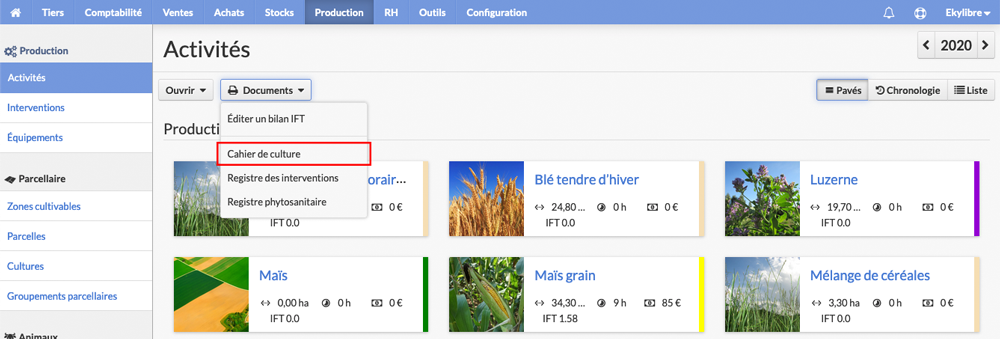 Tiers Comptabilité Ventes Achats Stocks Production RH Outils Configuration Ekylibre
Production
Activités
Interventions
Équipements
Parcellaire
Zones cultivables
Parcelles
Cultures
Groupements parcellaires
Animaux
Activités
2020
Ouvrir Documents Pavés Chronologie Liste
Éditer un bilan IFT
Cahier de culture
Registre des interventions
Registre phytosanitaire
0 h 0 €
IFT 0.0
Blé tendre d'hiver
24,80 ... 0 h 0 €
IFT 0.0
Luzerne
19,70 ... 0 h 0 €
IFT 0.0
Maïs
0,00 ha 0 h 0 €
IFT 0.0
Maïs grain
34,30 ... 9 h 85 €
IFT 1.58
Mélange de céréales
3,30 ha 0 h 0 €
IFT 0.0